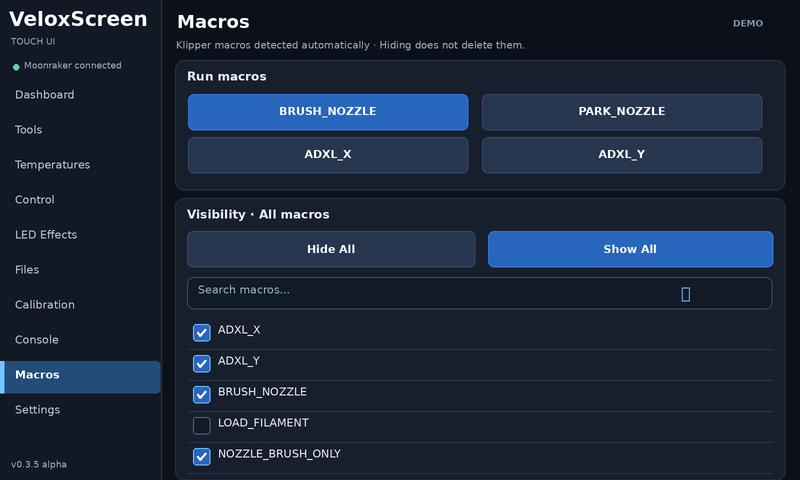 VeloxScreen
TOUCH UI
Moonraker connected
Dashboard
Tools
Temperatures
Control
LED Effects
Files
Calibration
Console
Macros
Settings
v0.3.5 alpha
Macros
DEMO
Klipper macros detected automatically · Hiding does not delete them.
Run macros
BRUSH_NOZZLE
PARK_NOZZLE
ADXL_X
ADXL_Y
Visibility · All macros
Hide All
Show All
Search macros...
ADXL_X
ADXL_Y
BRUSH_NOZZLE
LOAD_FILAMENT
NOZZLE_BRUSH_ONLY